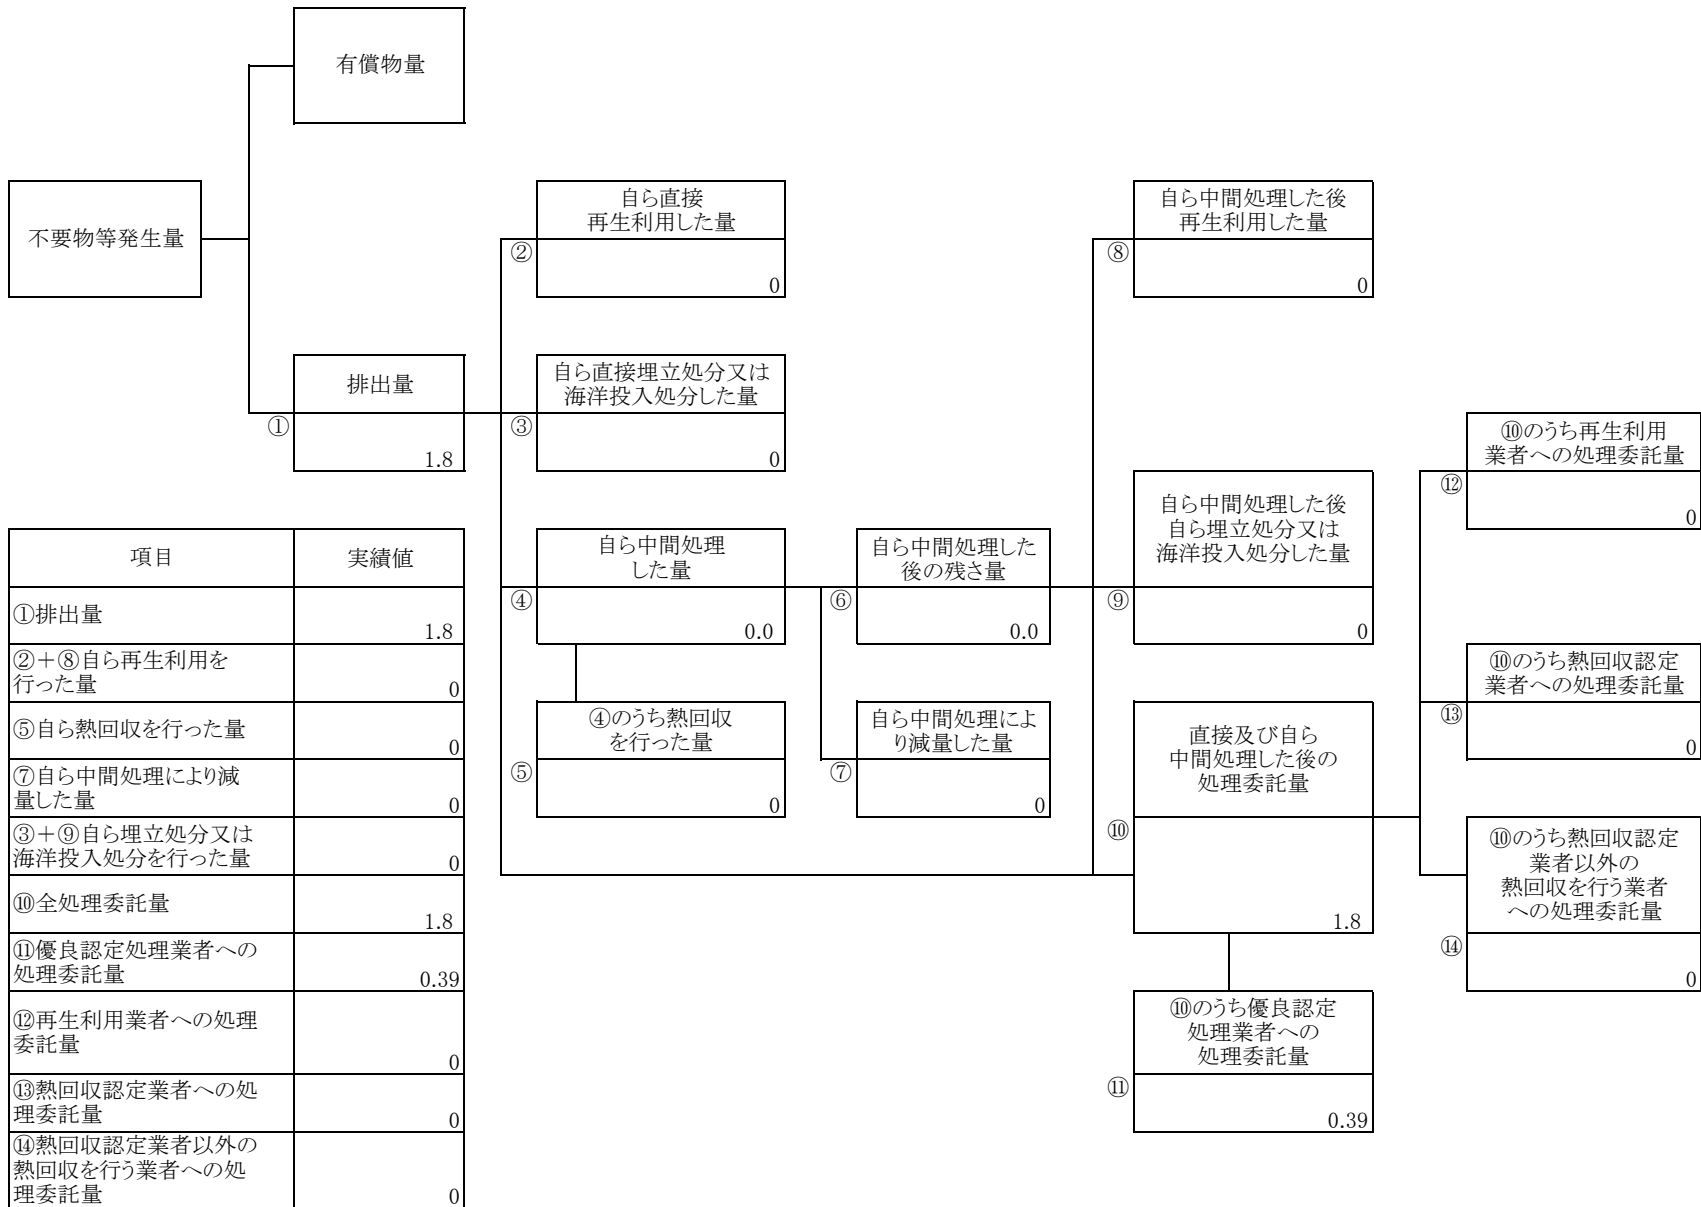 有償物量
不要物等発生量
自ら直接
再生利用した量
②
0
自ら中間処理した後
再生利用した量
⑧
0
排出量
①
1.8
自ら直接埋立処分又は
海洋投入処分した量
③
0
⑩のうち再生利用
業者への処理委託量
⑫
0
自ら中間処理
した量
④
0.0
自ら中間処理した
後の残さ量
⑥
0.0
自ら中間処理した後
自ら埋立処分又は
海洋投入処分した量
⑨
0
④のうち熱回収
を行った量
⑤
0
自ら中間処理によ
り減量した量
⑦
0
直接及び自ら
中間処理した後の
処理委託量
⑩
1.8
⑩のうち熱回収認定
業者への処理委託量
⑬
0
⑩のうち熱回収認定
業者以外の
熱回収を行う業者
への処理委託量
⑭
0
⑩のうち優良認定
処理業者への
処理委託量
⑪
0.39
項目 実績値
①排出量
1.8
②＋⑧自ら再生利用を
行った量
0
⑤自ら熱回収を行った量
0
⑦自ら中間処理により減
量した量
0
③＋⑨自ら埋立処分又は
海洋投入処分を行った量
0
⑩全処理委託量
1.8
⑪優良認定処理業者への
処理委託量
0.39
⑫再生利用業者への処理
委託量
0
⑬熱回収認定業者への処
理委託量
0
⑭熱回収認定業者以外の
熱回収を行う業者への処
理委託量
0